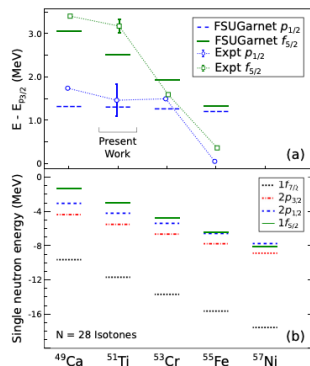 FSUGarnet p1/2
FSUGarnet f5/2
Expt p1/2
Expt f5/2
E - Ep3/2 (MeV)
3.0
2.0
1.0
0.0
Present
Work
(a)
Single neutron energy (MeV)
0
-4
-8
-12
-16
1f7/2
2p3/2
2p1/2
1f5/2
N = 28 Isotones
(b)
49Ca
51Ti
53Cr
55Fe
57Ni